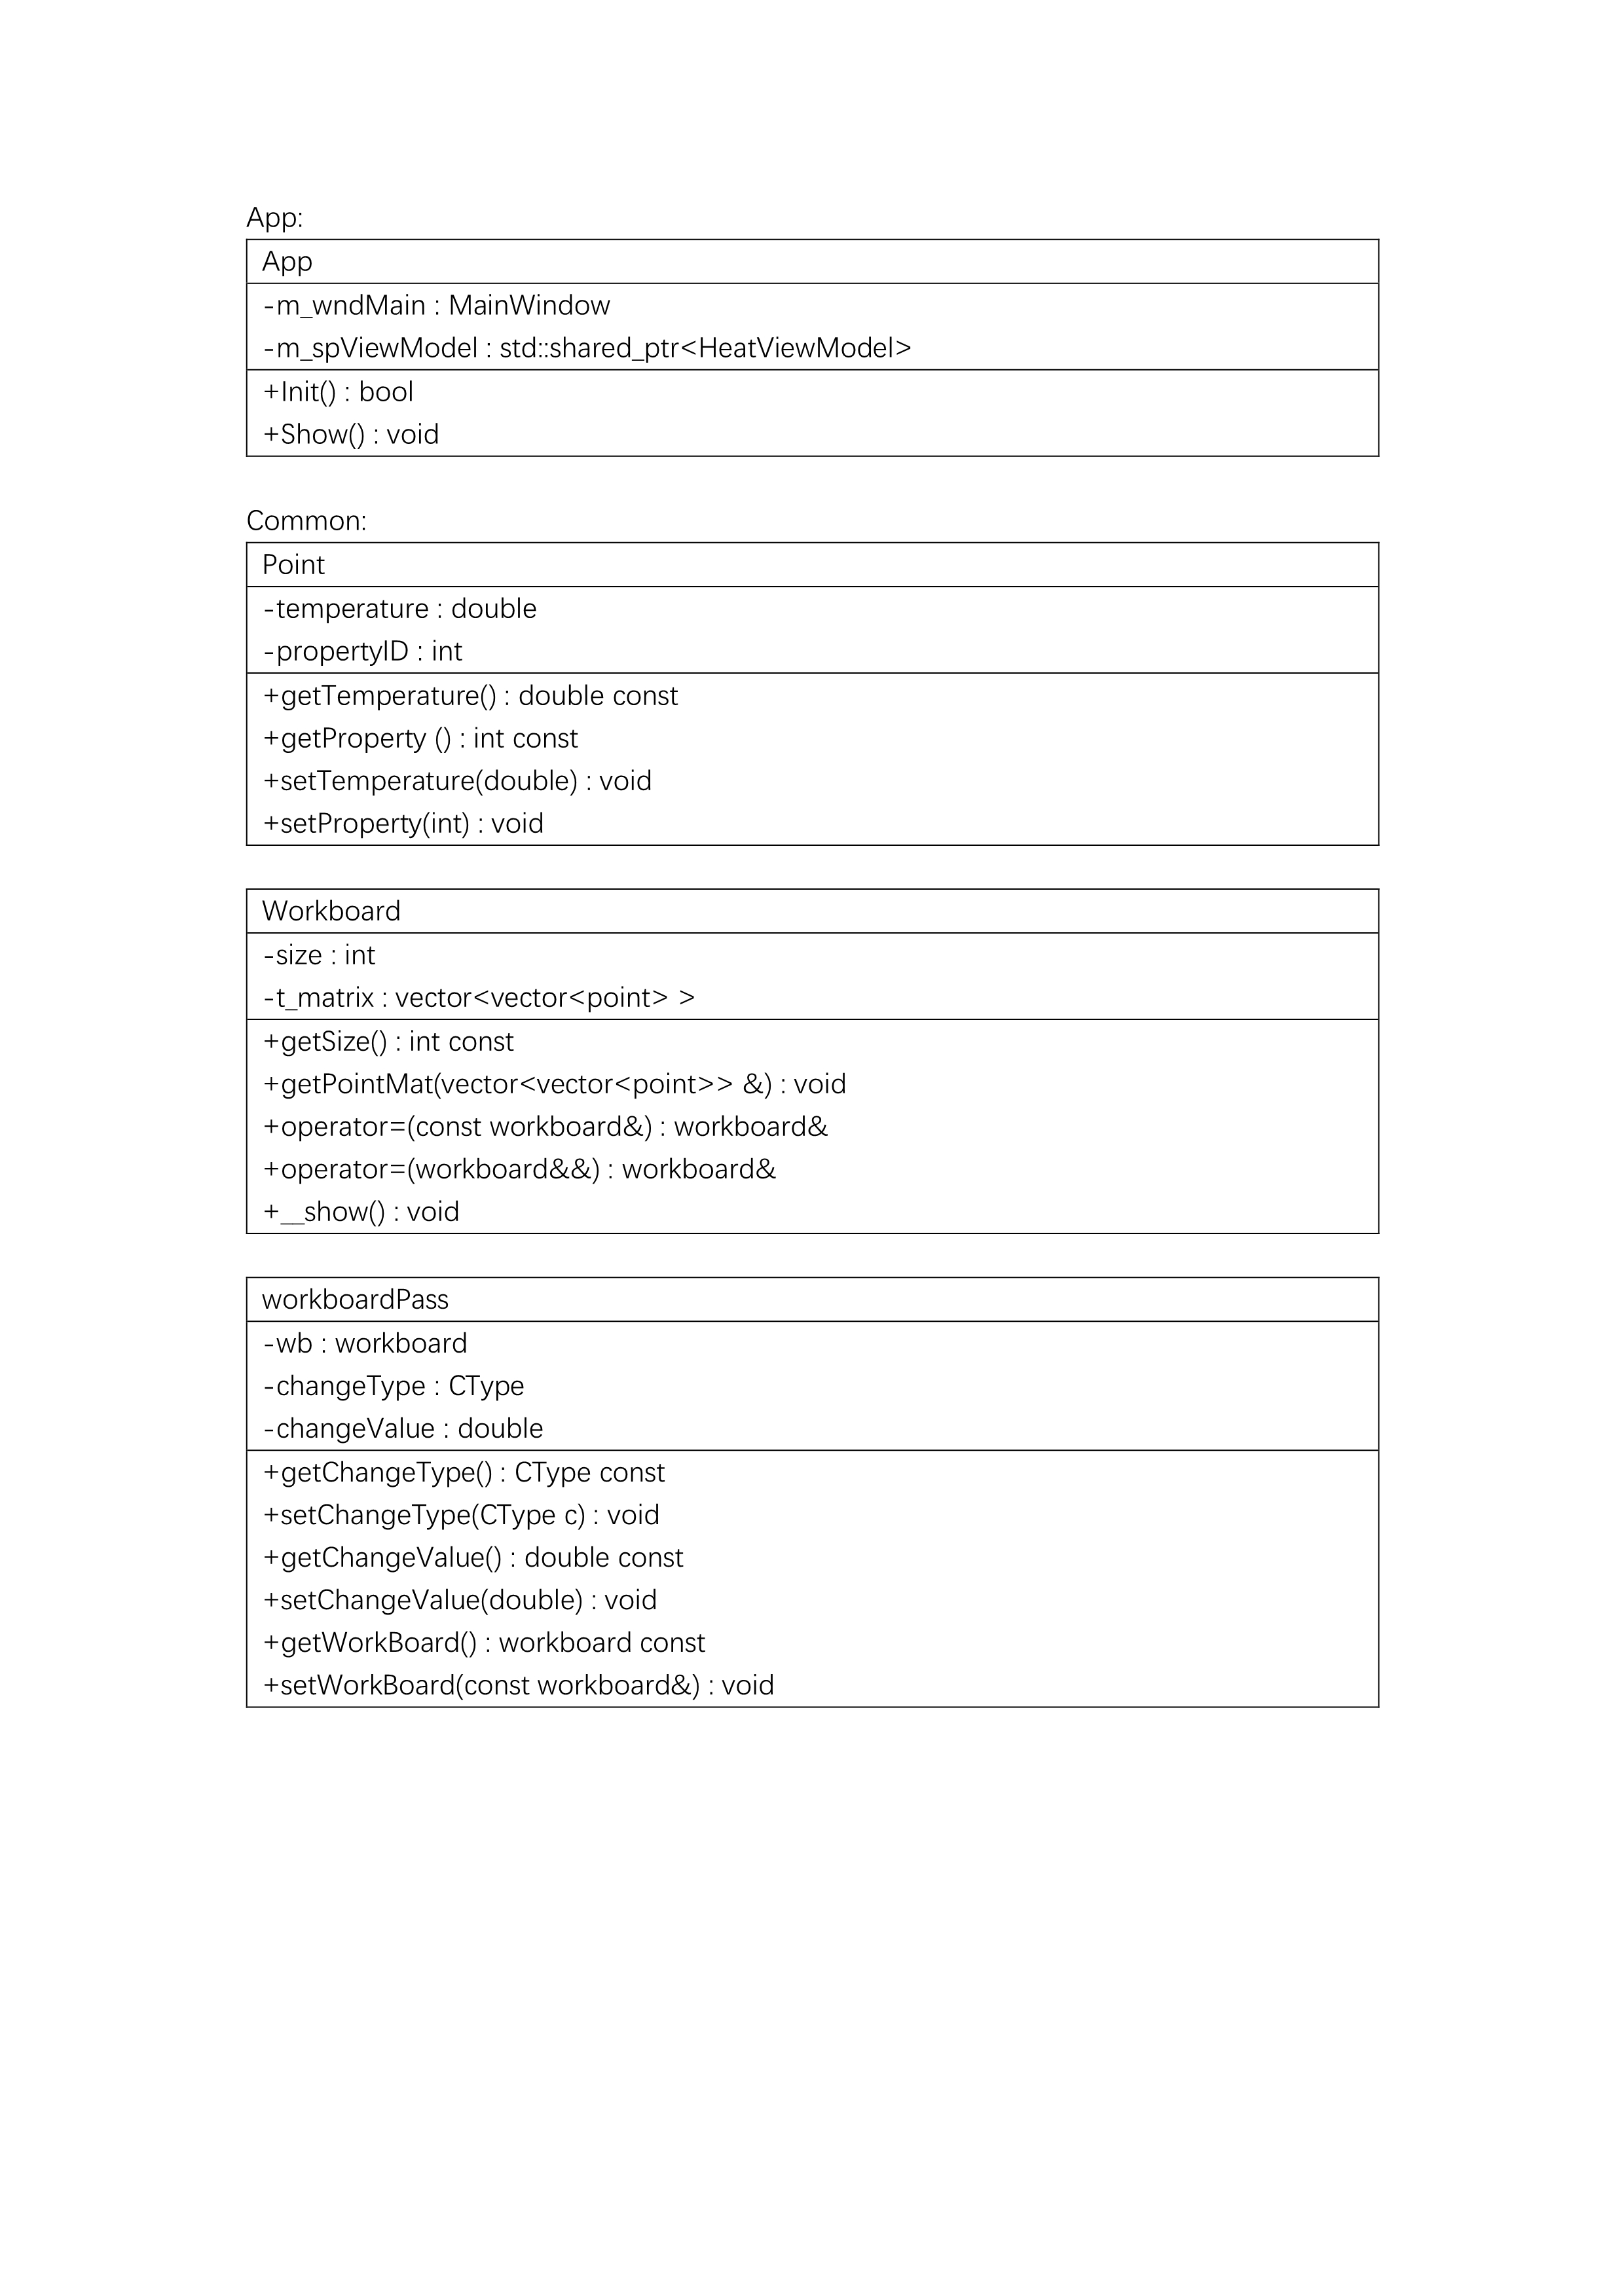 App:
App
-m_wndMain : MainWindow
-m_spViewModel : std::shared_ptr<HeatViewModel>
+Init() : bool
+Show() : void
Common:
Point
-temperature : double
-propertyID : int
+getTemperature() : double const
+getProperty () : int const
+setTemperature(double) : void
+setProperty(int) : void
Workboard
-size : int
-t_matrix : vector<vector<point> >
+getSize() : int const
+getPointMat(vector<vector<point>> &) : void
+operator=(const workboard&) : workboard&
+operator=(workboard&&) : workboard&
+__show() : void
workboardPass
-wb : workboard
-changeType : CType
-changeValue : double
+getChangeType() : CType const
+setChangeType(CType c) : void
+getChangeValue() : double const
+setChangeValue(double) : void
+getWorkBoard() : workboard const
+setWorkBoard(const workboard&) : void